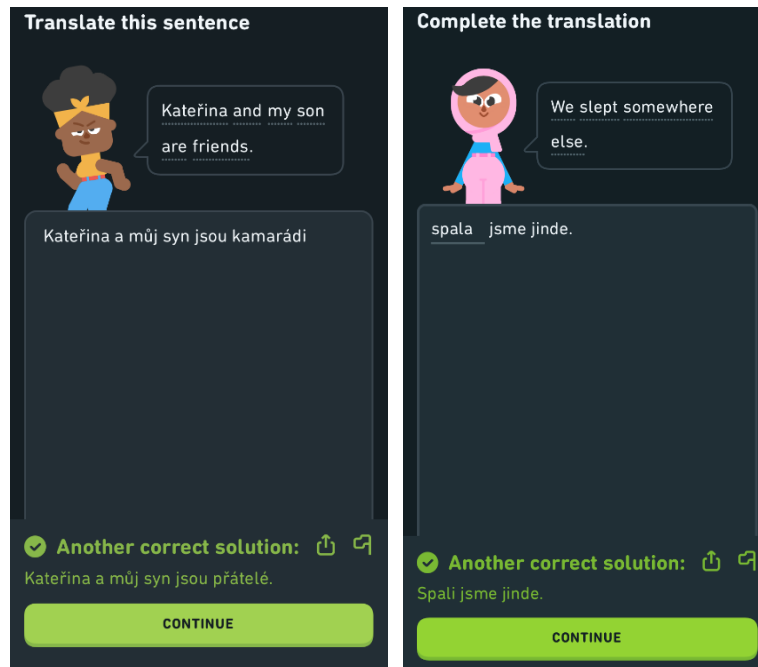 Translate this sentence
Kateřina and my son
are friends.
Kateřina a můj syn jsou kamarádi
Another correct solution:
Kateřina a můj syn jsou přátelé.
CONTINUE
Complete the translation
We slept somewhere
else.
spala jsme jinde.
Another correct solution:
Spali jsme jinde.
CONTINUE